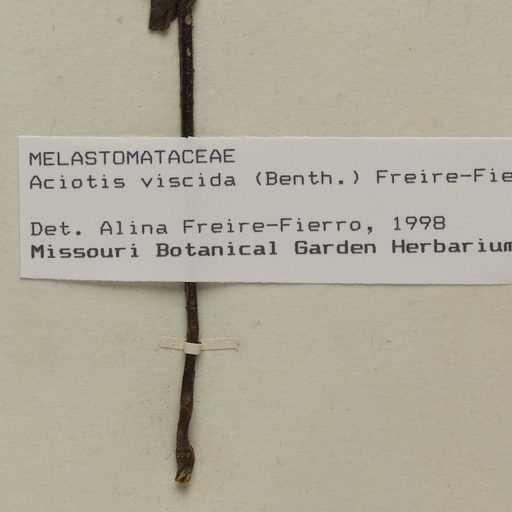 MELASTOMATACEAE
Aciotis viscida (Benth.) Freire-Fie
Det. Alina Freire-Fierro, 1998
Missouri Botanical Garden Herbarium